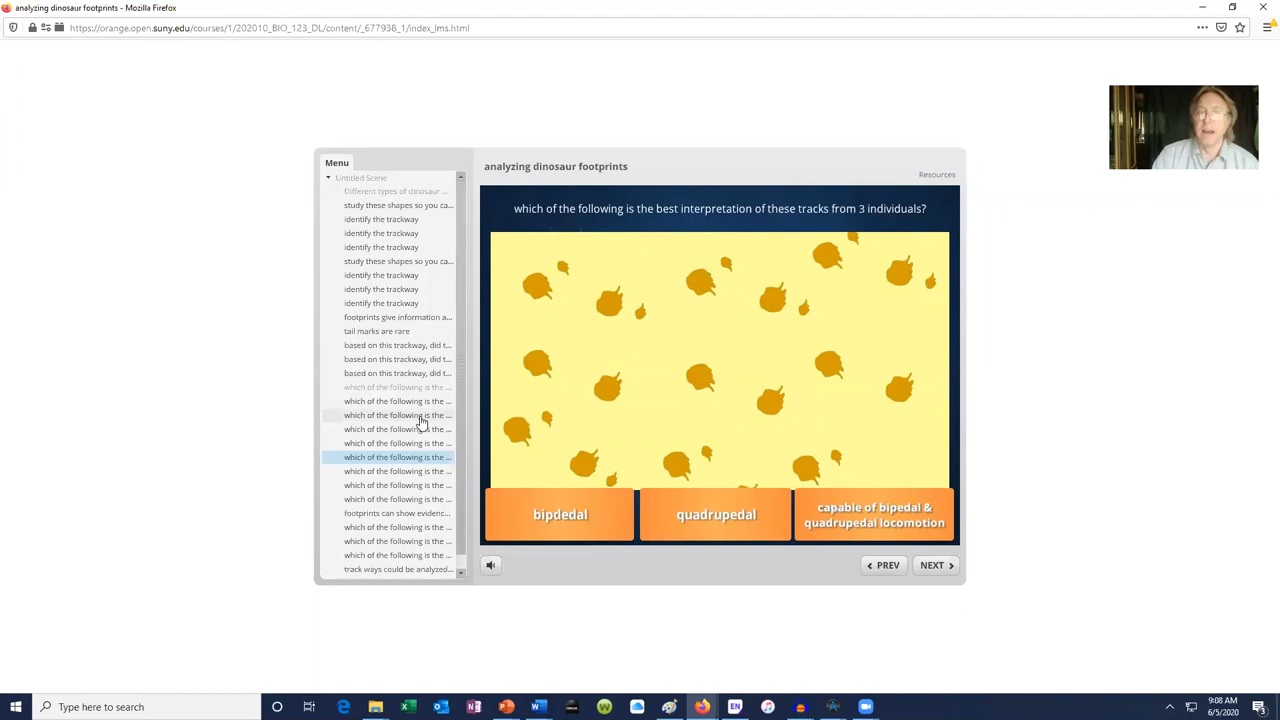 analyzing dinosaur footprints - Mozilla Firefox
https://orange.open.suny.edu/courses/1/202010_BIO_123_DL/content/_677938_1/index_lms.html
Menu
analyzing dinosaur footprints
Resources
Untitled Scene
Different types of dinosaur ...
study these shapes so you ca...
identify the trackway
identify the trackway
identify the trackway
study these shapes so you ca...
identify the trackway
identify the trackway
identify the trackway
footprints give information a...
tail marks are rare
based on this trackway, did t...
based on this trackway, did t...
based on this trackway, did t...
which of the following is the ...
which of the following is the ...
which of the following is the ...
which of the following is the ...
which of the following is the ...
which of the following is the ...
which of the following is the ...
which of the following is the ...
which of the following is the ...
footprints can show evidenc...
which of the following is the ...
which of the following is the ...
which of the following is the ...
track ways could be analyzed...
which of the following is the best interpretation of these tracks from 3 individuals?
bipdedal
quadrupedal
capable of bipedal &
quadrupedal locomotion
PREV
NEXT
Type here to search
9:08 AM
6/5/2020